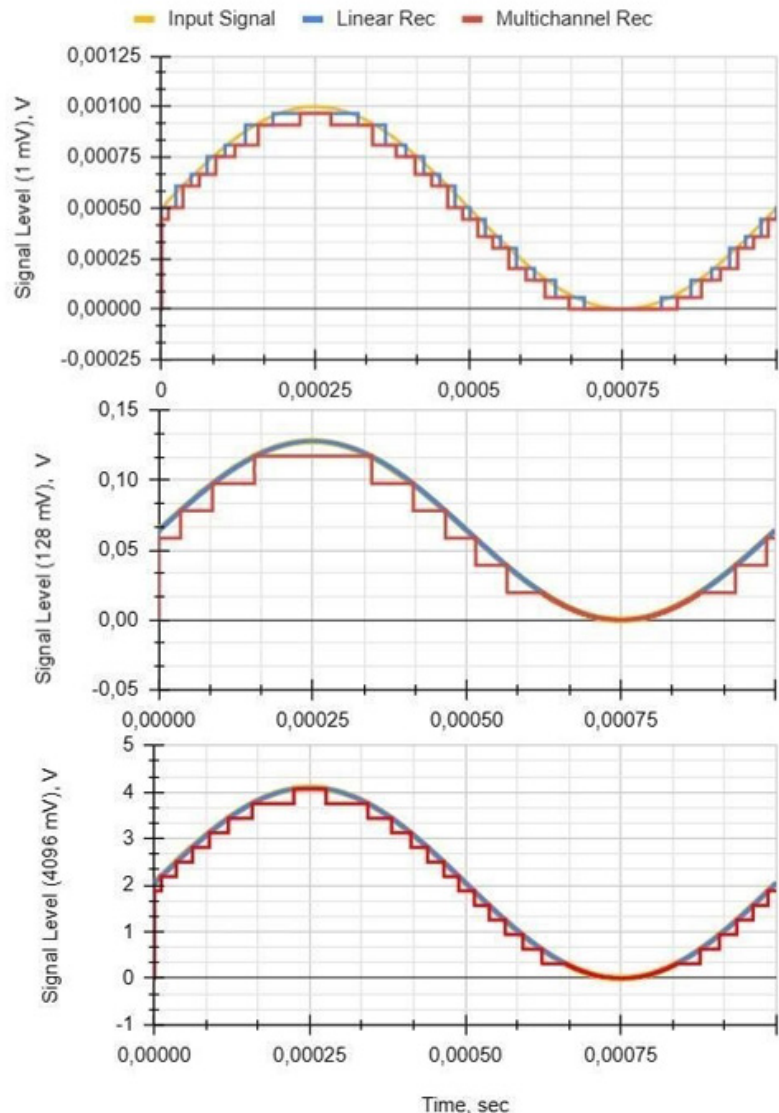 Input Signal Linear Rec Multichannel Rec
Signal Level (1 mV), V
0,00125
0,00100
0,00075
0,00050
0,00025
0,00000
-0,00025
0 0,00025 0,0005 0,00075
Signal Level (128 mV), V
0,15
0,10
0,05
0,00
-0,05
0,00000 0,00025 0,00050 0,00075
Signal Level (4096 mV), V
5
4
3
2
1
0
-1
0,00000 0,00025 0,00050 0,00075
Time, sec